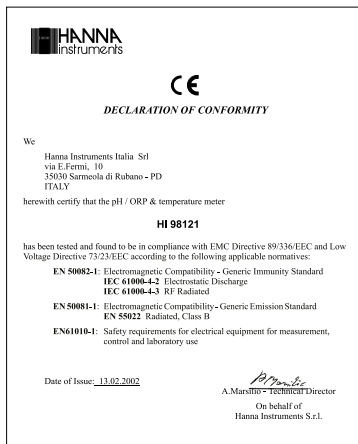 HANNA
instruments
CE
DECLARATION OF CONFORMITY
We
Hanna Instruments Italia Srl
via E.Fermi, 10
35030 Sarmeola di Rubano - PD
ITALY
herewith certify that the pH / ORP & temperature meter
HI 98121
has been tested and found to be in compliance with EMC Directive 89/336/EEC and Low
Voltage Directive 73/23/EEC according to the following applicable normatives:
EN 50082-1: Electromagnetic Compatibility - Generic Immunity Standard
IEC 61000-4-2 Electrostatic Discharge
IEC 61000-4-3 RF Radiated
EN 50081-1: Electromagnetic Compatibility - Generic Emission Standard
EN 55022 Radiated, Class B
EN61010-1: Safety requirements for electrical equipment for measurement,
control and laboratory use
Date of Issue: 13.02.2002
A.Marsilio
A.Marsilio - Technical Director
On behalf of
Hanna Instruments S.r.l.